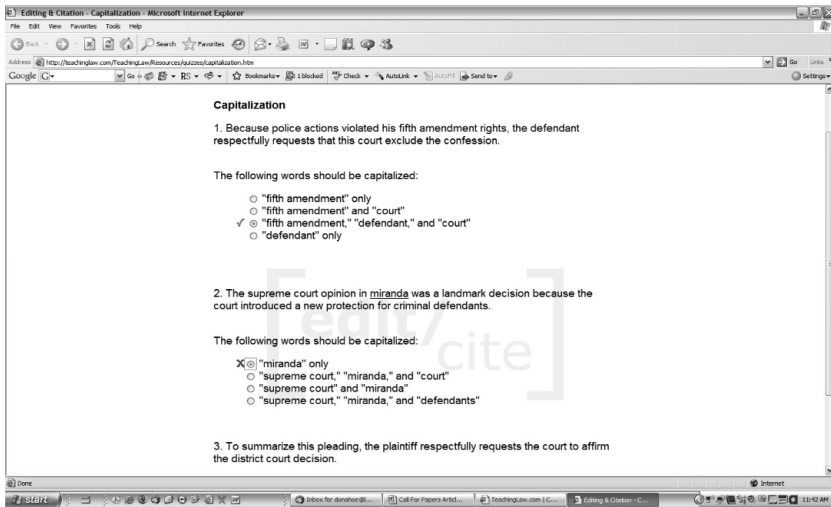 Editing & Citation - Capitalization - Microsoft Internet Explorer
File Edit View Favorites Tools Help
Back Search Favorites
Address http://teachinglaw.com/TeachingLaw/Resources/quizzes/capitalization.htm Go Links
Google G Go RS Bookmarks 1 blocked Check AutoLink AutoFill Send to Settings
Capitalization
1. Because police actions violated his fifth amendment rights, the defendant
respectfully requests that this court exclude the confession.
The following words should be capitalized:
"fifth amendment" only
"fifth amendment" and "court"
"fifth amendment," "defendant," and "court"
"defendant" only
2. The supreme court opinion in miranda was a landmark decision because the
court introduced a new protection for criminal defendants.
The following words should be capitalized:
X "miranda" only
"supreme court," "miranda," and "court"
"supreme court" and "miranda"
"supreme court," "miranda," and "defendants"
edit/
cite
3. To summarize this pleading, the plaintiff respectfully requests the court to affirm
the district court decision.
Done Internet
start Inbox for donahoe@... Call For Papers Artid... TeachingLaw.com | C... Editing & Citation - C... 11:42 AM